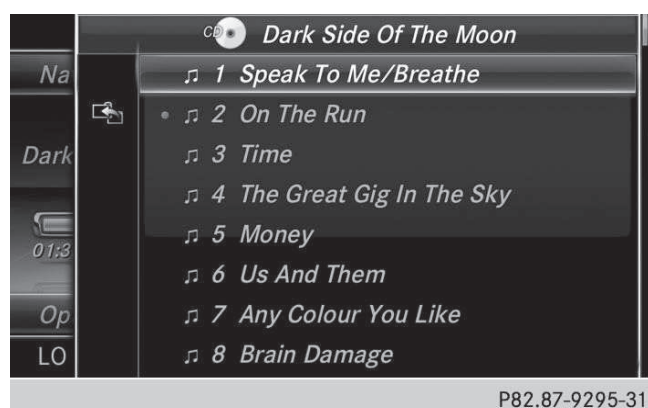 CD Dark Side Of The Moon
Na
♫ 1 Speak To Me/Breathe
• ♫ 2 On The Run
Dark
♫ 3 Time
♫ 4 The Great Gig In The Sky
01:3
♫ 5 Money
♫ 6 Us And Them
Op
♫ 7 Any Colour You Like
LO
♫ 8 Brain Damage
P82.87-9295-31